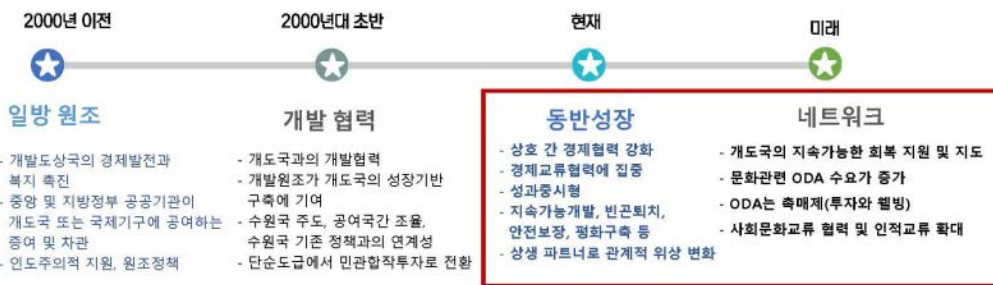 2000년 이전
2000년대 초반
현재
미래
일방 원조
- 개발도상국의 경제발전과
복지 촉진
- 중앙 및 지방정부 공공기관이
개도국 또는 국제기구에 공여하는
증여 및 차관
- 인도주의적 지원, 원조정책
개발 협력
- 개도국과의 개발협력
- 개발원조가 개도국의 성장기반
구축에 기여
- 수원국 주도, 공여국간 조율,
수원국 기존 정책과의 연계성
- 단순도급에서 민관합작투자로 전환
동반성장
- 상호 간 경제협력 강화
- 경제교류협력에 집중
- 성과중시형
- 지속가능개발, 빈곤퇴치,
안전보장, 평화구축 등
- 상생 파트너로 관계적 위상 변화
네트워크
- 개도국의 지속가능한 회복 지원 및 지도
- 문화관련 ODA 수요가 증가
- ODA는 촉매제(투자와 웰빙)
- 사회문화교류 협력 및 인적교류 확대